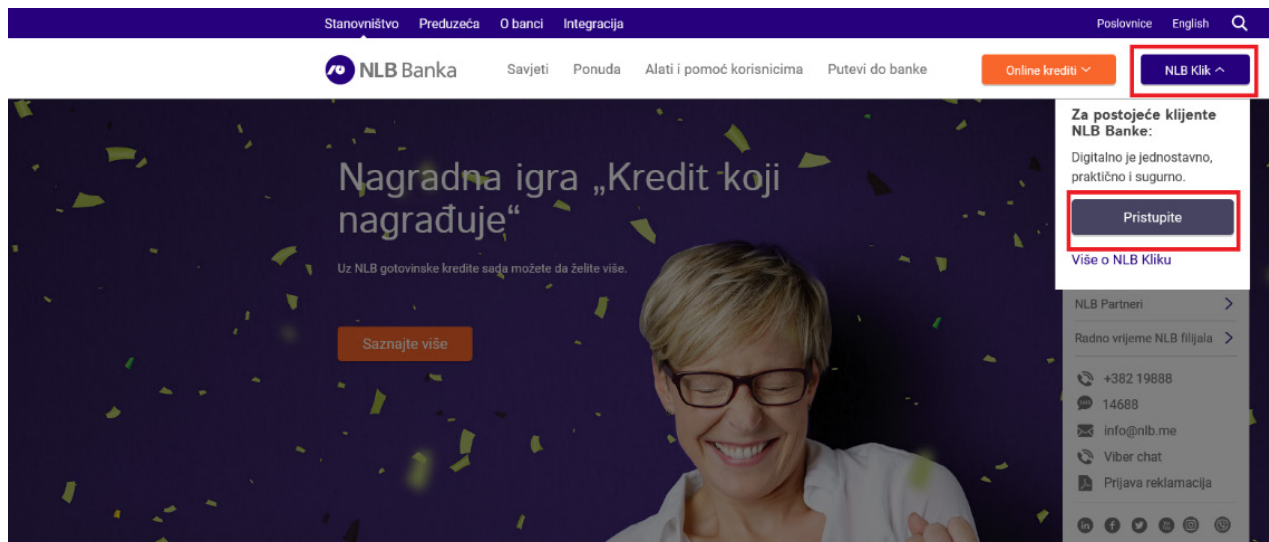 Stanovništvo Preduzeća O banci Integracija Poslovnice English
NLB Banka Savjeti Ponuda Alati i pomoć korisnicima Putevi do banke Online krediti NLB Klik
Za postojeće klijente
NLB Banke:
Digitalno je jednostavno,
praktično i sugurno.
Pristupite
Više o NLB Kliku
Nagradna igra „Kredit koji
nagrađuje“
Uz NLB gotovinske kredite sada možete da želite više.
Saznajte više
NLB Partneri
Radno vrijeme NLB filijala
+382 19888
14688
info@nlb.me
Viber chat
Prijava reklamacija